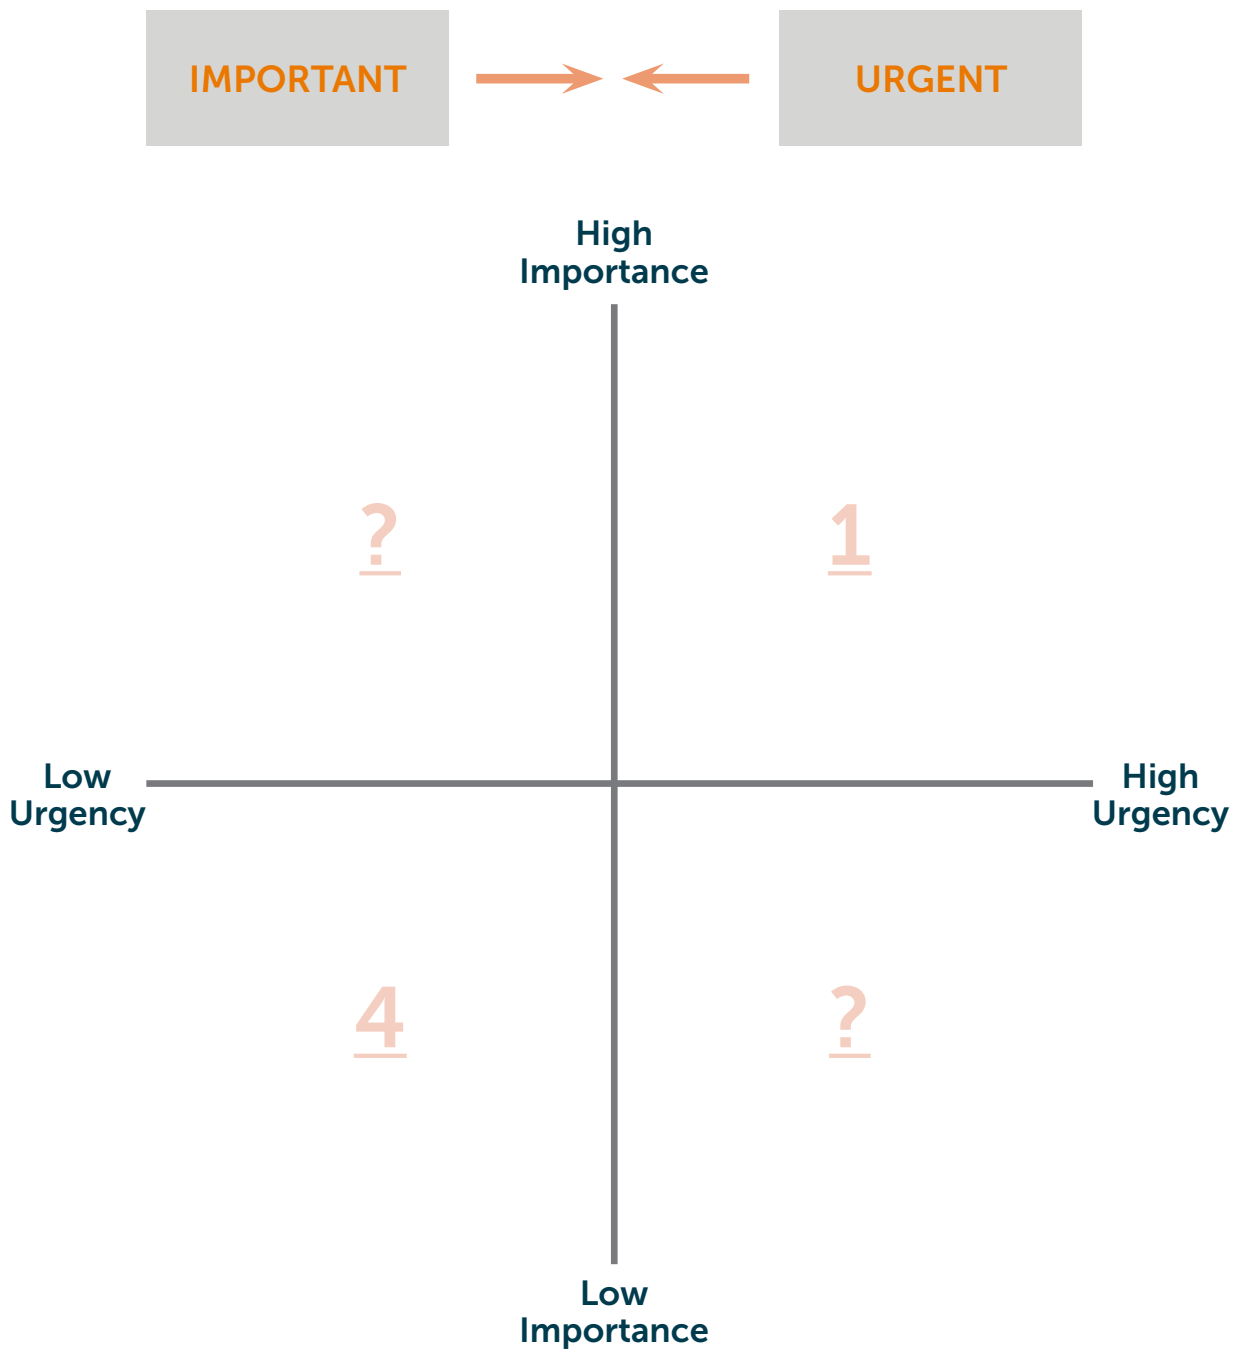 IMPORTANT
URGENT
High
Importance
?
1
Low
Urgency
High
Urgency
4
?
Low
Importance